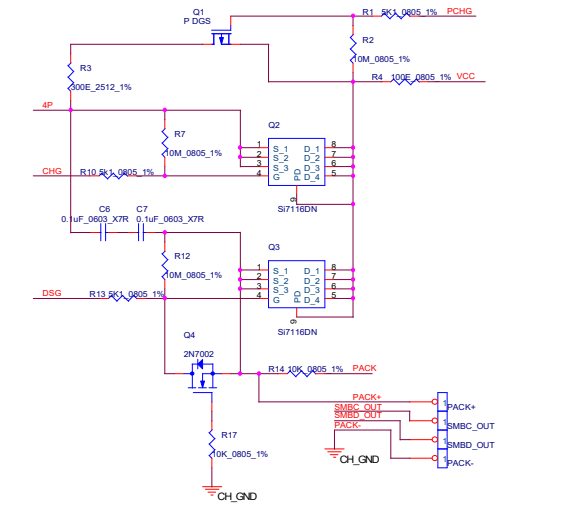 Q1
P DGS
R1 5K1_0805_1%
PCHG
R2
10M_0805_1%
R3
300E_2512_1%
R4 100E_0805_1%
VCC
4P
R7
10M_0805_1%
Q2
1 S_1 D_1 8
2 S_2 D_2 7
3 S_3 D_3 6
4 G D_4 5
PD
9
Si7116DN
CHG
R10 5k1_0805_1%
C6
0.1uF_0603_X7R
C7
0.1uF_0603_X7R
R12
10M_0805_1%
Q3
1 S_1 D_1 8
2 S_2 D_2 7
3 S_3 D_3 6
4 G D_4 5
PD
9
Si7116DN
DSG
R13 5K1_0805_1%
Q4
2N7002
R14 10K_0805_1%
PACK
R17
10K_0805_1%
CH_GND
PACK+
SMBC_OUT
SMBD_OUT
PACK-
CH_GND
1 PACK+
1 SMBC_OUT
1 SMBD_OUT
1 PACK-